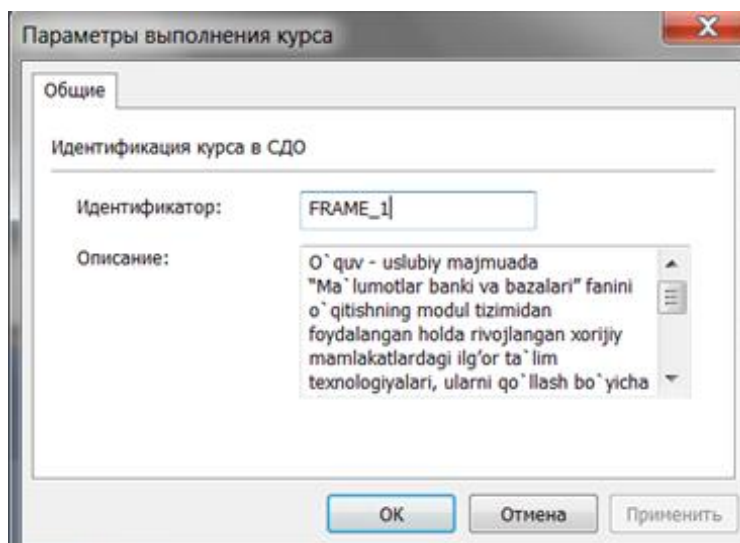 Параметры выполнения курса
Общие
Идентификация курса в СДО
Идентификатор:
FRAME_1
Описание:
O`quv - uslubiy majmuada
“Ma`lumotlar banki va bazalari” fanini
o`qitishning modul tizimidan
foydalangan holda rivojlangan xorijiy
mamlakatlardagi ilg’or ta`lim
texnologiyalari, ularni qo`llash bo`yicha
OK
Отмена
Применить